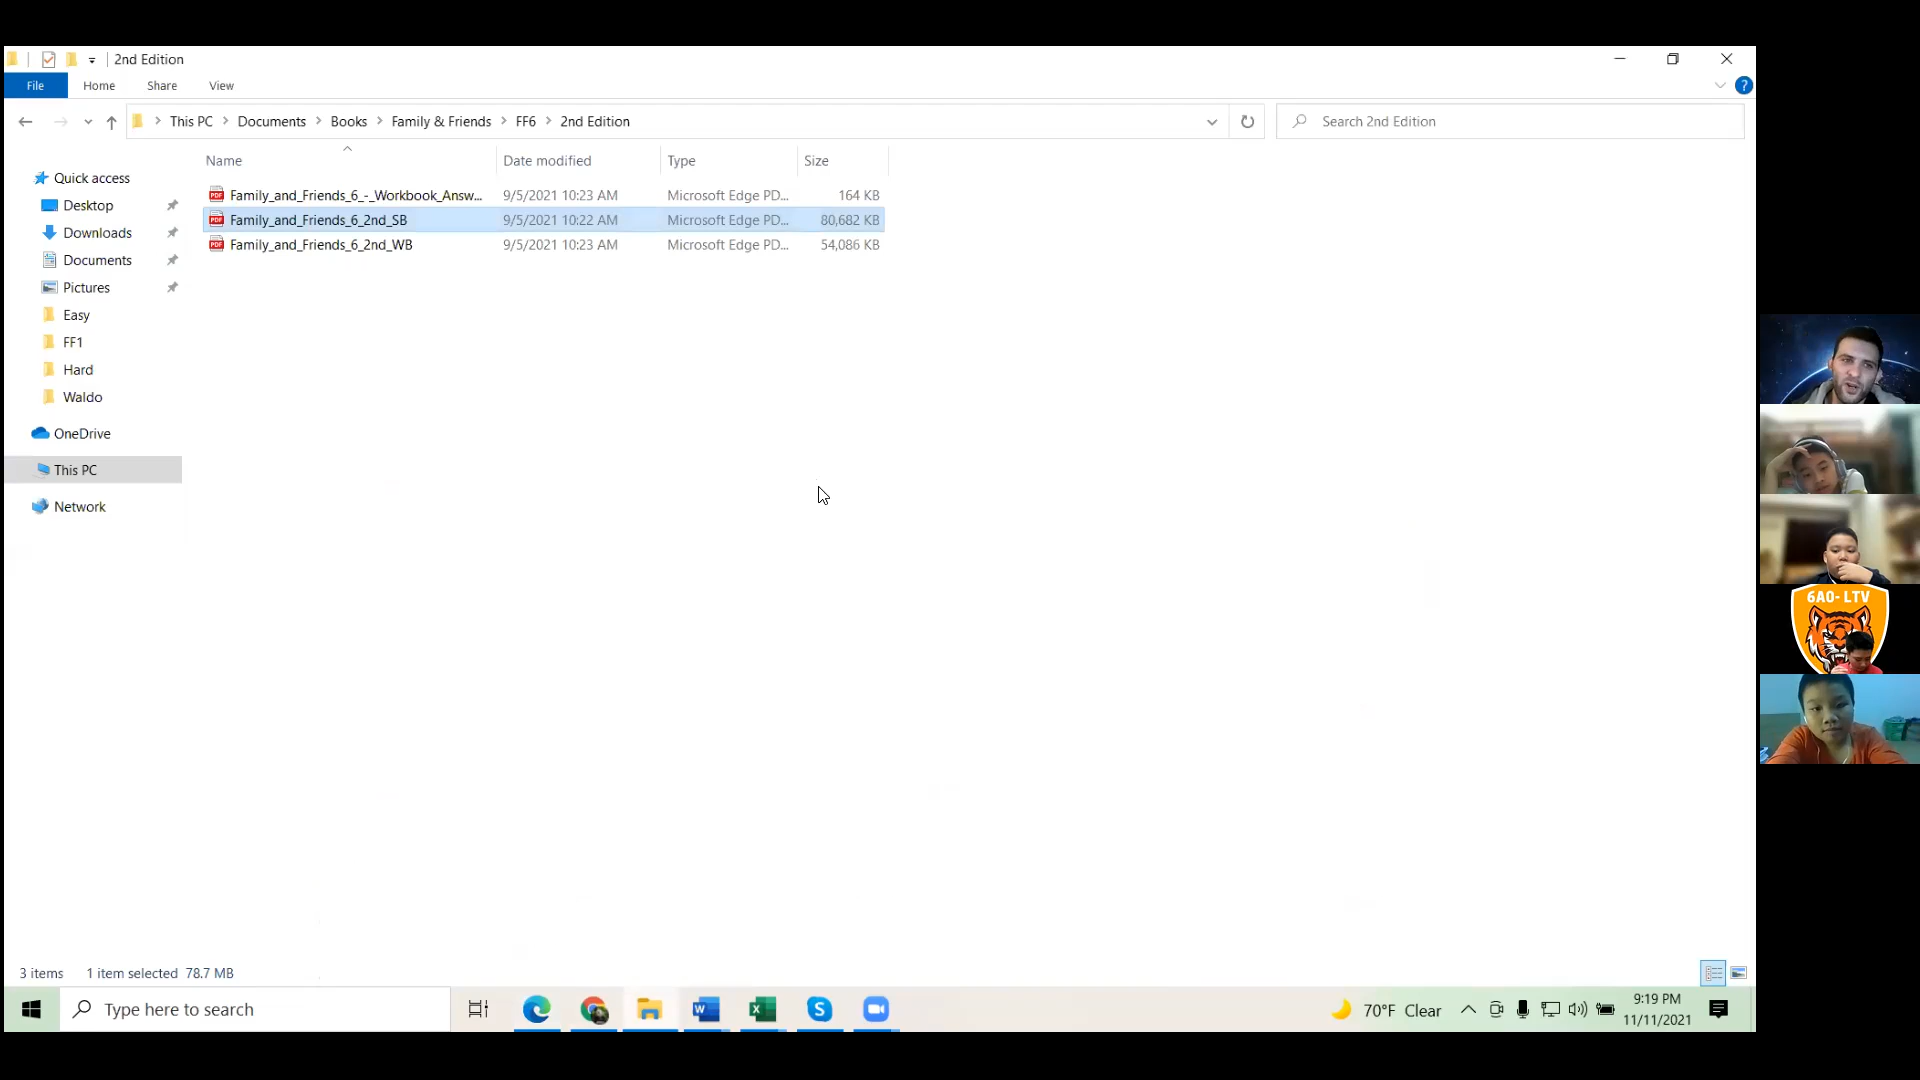 2nd Edition
File Home Share View
This PC > Documents > Books > Family & Friends > FF6 > 2nd Edition
Search 2nd Edition
Name Date modified Type Size
Family_and_Friends_6_-_Workbook_Answ... 9/5/2021 10:23 AM Microsoft Edge PD... 164 KB
Family_and_Friends_6_2nd_SB 9/5/2021 10:22 AM Microsoft Edge PD... 80,682 KB
Family_and_Friends_6_2nd_WB 9/5/2021 10:23 AM Microsoft Edge PD... 54,086 KB
Quick access
Desktop
Downloads
Documents
Pictures
Easy
FF1
Hard
Waldo
OneDrive
This PC
Network
6A0-LTV
3 items 1 item selected 78.7 MB
Type here to search
70°F Clear
9:19 PM
11/11/2021